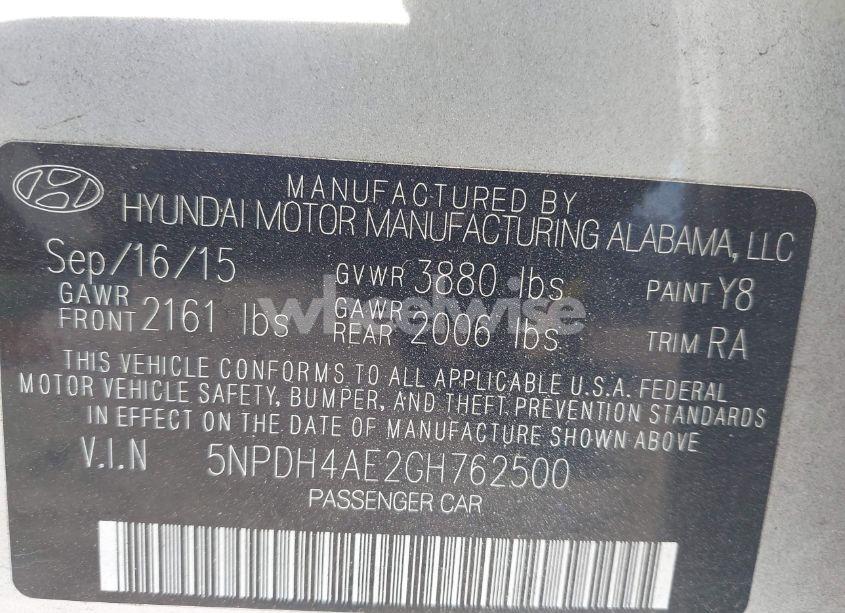 MANUFACTURED BY
HYUNDAI MOTOR MANUFACTURING ALABAMA, LLC
Sep/16/15 GVWR 3880 lbs PAINT Y8
GAWR FRONT 2161 lbs GAWR REAR 2006 lbs TRIM RA
THIS VEHICLE CONFORMS TO ALL APPLICABLE U.S.A. FEDERAL
MOTOR VEHICLE SAFETY, BUMPER, AND THEFT PREVENTION STANDARDS
IN EFFECT ON THE DATE OF MANUFACTURE SHOWN ABOVE.
V.I.N 5NPDH4AE2GH762500
PASSENGER CAR
wheelwise